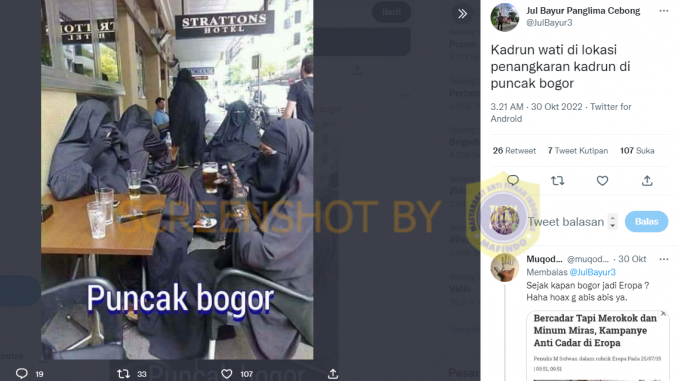 STRATTONS
HOTEL
Puncak bogor
SCREENSHOT BY
MAFINDO
19
33
107
Jul Bayur Panglima Cebong
@JulBayur3
Kadrun wati di lokasi
penangkaran kadrun di
puncak bogor
3.21 AM · 30 Okt 2022 · Twitter for
Android
26 Retweet 7 Tweet Kutipan 107 Suka
Tweet balasan
Balas
Muqod... @muqod... · 30 Okt
Membalas @JulBayur3
Sejak kapan bogor jadi Eropa ?
Haha hoax g abis abis ya.
Bercadar Tapi Merokok dan
Minum Miras, Kampanye
Anti Cadar di Eropa